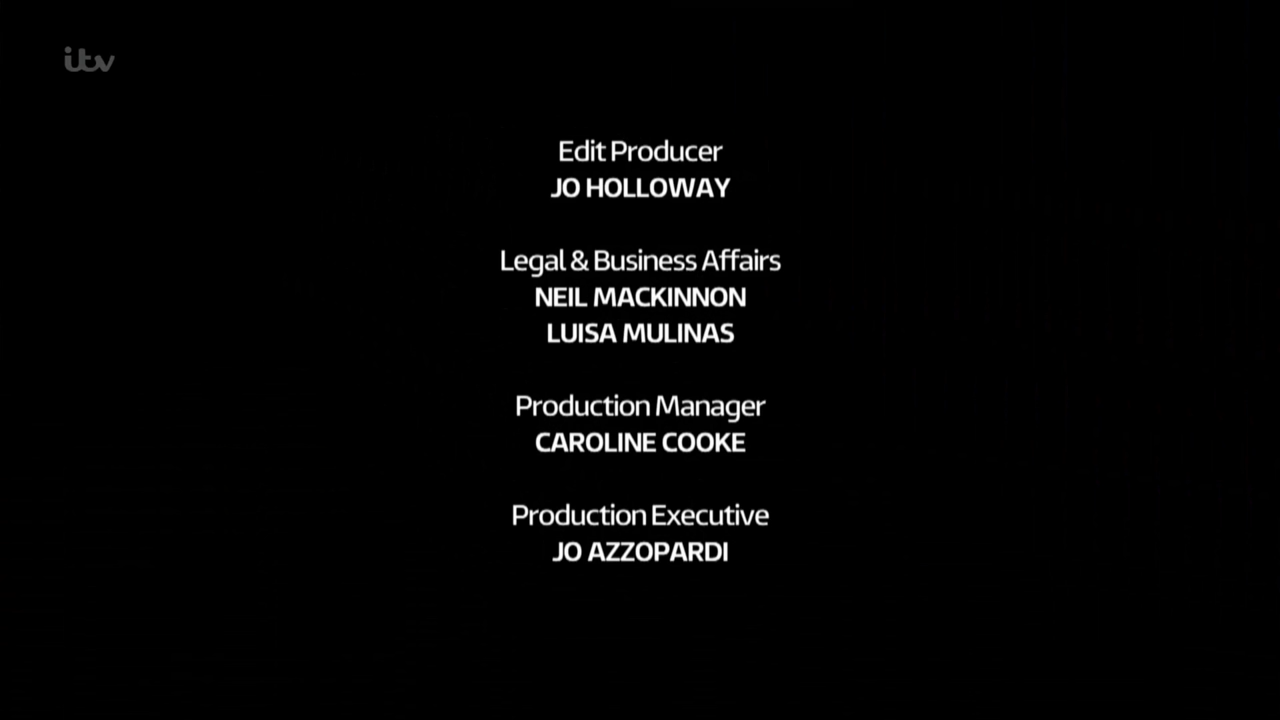 itv
Edit Producer
JO HOLLOWAY
Legal & Business Affairs
NEIL MACKINNON
LUISA MULINAS
Production Manager
CAROLINE COOKE
Production Executive
JO AZZOPARDI